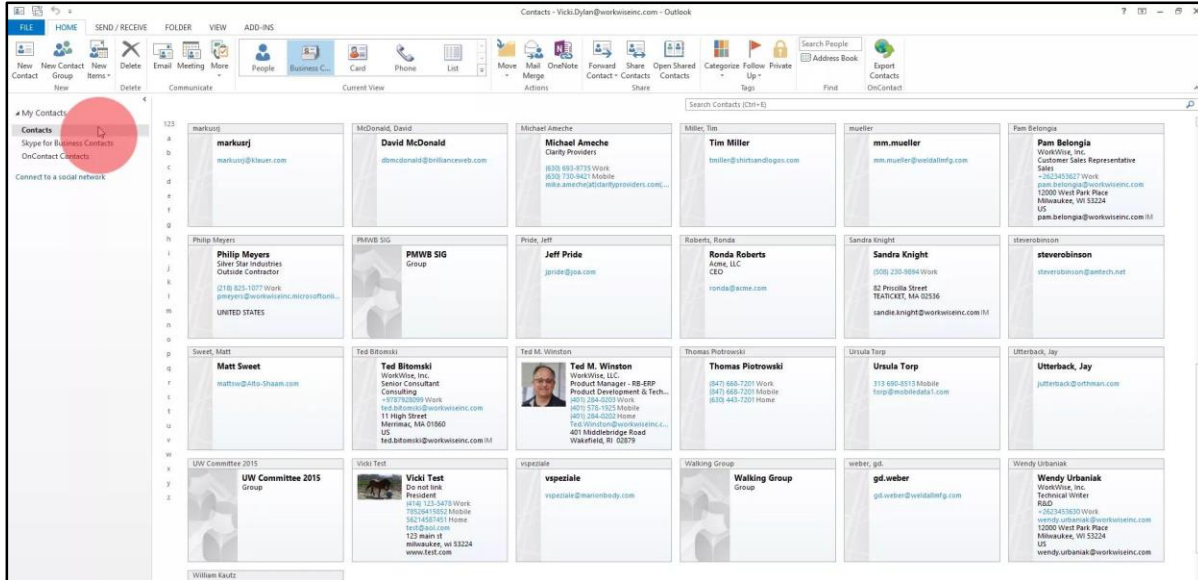 Contacts - Vicki.Dylan@workwiseinc.com - Outlook
FILE HOME SEND / RECEIVE FOLDER VIEW ADD-INS
New Contact
New Contact Group
New Items
Delete
Email
Meeting
More
People
Business C...
Card
Phone
List
Move
Mail Merge
OneNote
Forward Contact
Share Contacts
Open Shared Contacts
Categorize
Follow Up
Private
Search People
Address Book
Export Contacts
New Delete Communicate Current View Actions Share Tags Find OnContact
Search Contacts (Ctrl+E)
My Contacts
Contacts
Skype for Business Contacts
OnContact Contacts
Connect to a social network
123
a
b
c
d
e
f
g
h
i
j
k
l
m
n
o
p
q
r
s
t
u
v
w
x
y
z
markusrj
markusrj
markusrj@klauer.com
McDonald, David
David McDonald
dbmcdonald@brillianceweb.com
Michael Ameche
Michael Ameche
Clarity Providers
(630) 693-9735 Work
(630) 730-9421 Mobile
mike.ameche(at)clarityproviders.com(...
Miller, Tim
Tim Miller
tmiller@shirtsandlogos.com
mueller
mm.mueller
mm.mueller@weldallmfg.com
Pam Belongia
Pam Belongia
WorkWise, Inc.
Customer Sales Representative
Sales
+2623453627 Work
pam.belongia@workwiseinc.com
12000 West Park Place
Milwaukee, WI 53224
US
pam.belongia@workwiseinc.com IM
Philip Meyers
Philip Meyers
Silver Star Industries
Outside Contractor
(218) 825-1077 Work
pmeyers@workwiseinc.microsoftonli...
UNITED STATES
PMWB SIG
PMWB SIG
Group
Pride, Jeff
Jeff Pride
jpride@joa.com
Roberts, Ronda
Ronda Roberts
Acme, LLC
CEO
ronda@acme.com
Sandra Knight
Sandra Knight
(508) 230-9894 Work
82 Priscilla Street
TEATICKET, MA 02536
sandie.knight@workwiseinc.com IM
steverobinson
steverobinson
steverobinson@amtech.net
Sweet, Matt
Matt Sweet
mattsw@Alto-Shaam.com
Ted Bitomski
Ted Bitomski
WorkWise, Inc.
Senior Consultant
Consulting
+9787928099 Work
ted.bitomski@workwiseinc.com
11 High Street
Merrimac, MA 01860
US
ted.bitomski@workwiseinc.com IM
Ted M. Winston
Ted M. Winston
WorkWise, LLC.
Product Manager - RB-ERP
Product Development & Tech...
(401) 284-0203 Work
(401) 578-1925 Mobile
(401) 284-0202 Home
Ted.Winston@workwiseinc.c...
401 Middlebridge Road
Wakefield, RI 02879
Thomas Piotrowski
Thomas Piotrowski
(847) 668-7201 Work
(847) 668-7201 Mobile
(630) 443-7201 Home
Ursula Torp
Ursula Torp
313 690-8513 Mobile
torp@mobiledata1.com
Utterback, Jay
Utterback, Jay
jutterback@orthman.com
UW Committee 2015
UW Committee 2015
Group
Vicki Test
Vicki Test
Do not link
President
(414) 123-5478 Work
78526415852 Mobile
56214587451 Home
test@aol.com
123 main st
milwaukee, wi 53224
www.test.com
vspeziale
vspeziale
vspeziale@marionbody.com
Walking Group
Walking Group
Group
weber, gd.
gd.weber
gd.weber@weldallmfg.com
Wendy Urbaniak
Wendy Urbaniak
WorkWise, Inc.
Technical Writer
R&D
+2623453630 Work
wendy.urbaniak@workwiseinc.com
12000 West Park Place
Milwaukee, WI 53224
US
wendy.urbaniak@workwiseinc.com
William Kautz